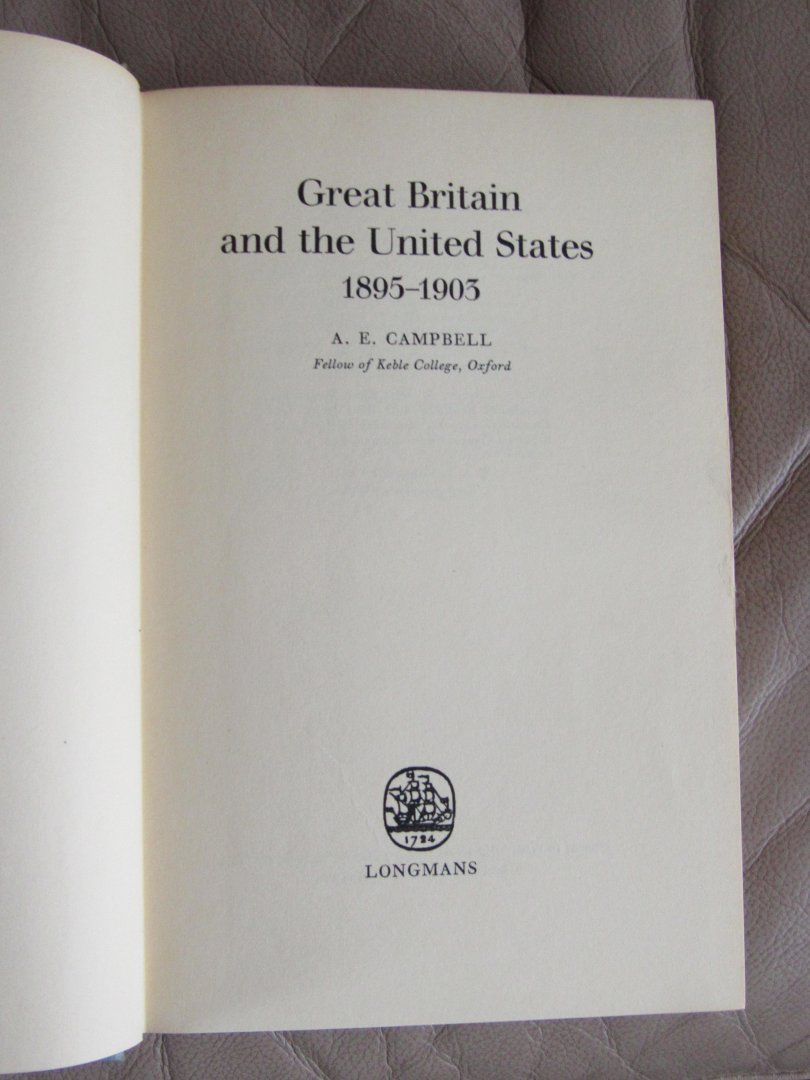 Great Britain
and the United States
1895–1903
A. E. CAMPBELL
Fellow of Keble College, Oxford
1724
LONGMANS